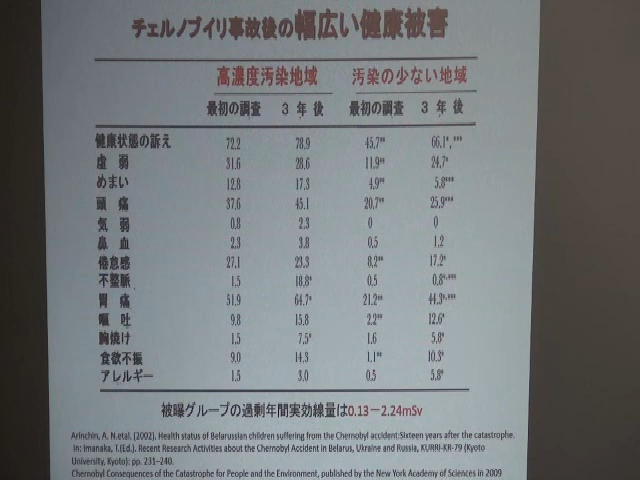 チェルノブイリ事故後の幅広い健康被害
高濃度汚染地域 汚染の少ない地域
最初の調査 3年後 最初の調査 3年後
健康状態の訴え 72.2 78.9 45.7** 66.1*,***
虚弱 31.6 28.6 11.9** 24.7*
めまい 12.8 17.3 4.9** 5.8***
頭痛 37.6 45.1 20.7** 25.9***
気弱 0.8 2.3 0 0
鼻血 2.3 3.8 0.5 1.2
倦怠感 27.1 23.3 8.2** 17.2*
不整脈 1.5 18.8* 0.5 0.8*,***
胃痛 51.9 64.7* 21.2** 44.3*,***
嘔吐 9.8 15.8 2.2** 12.6*
胸焼け 1.5 7.5* 1.6 5.8*
食欲不振 9.0 14.3 1.1** 10.3*
アレルギー 1.5 3.0 0.5 5.8*
被曝グループの過剰年間実効線量は0.13－2.24mSv
Arinchin, A. N.etal. (2002). Health status of Belarussian children suffering from the Chernobyl accident:Sixteen years after the catastrophe.
In: Imanaka, T.(Ed.). Recent Research Activities about the Chernobyl Accident in Belarus, Ukraine and Russia, KURRI-KR-79 (Kyoto
University, Kyoto): pp. 231–240.
Chernobyl Consequences of the Catastrophe for People and the Environment, published by the New York Academy of Sciences in 2009